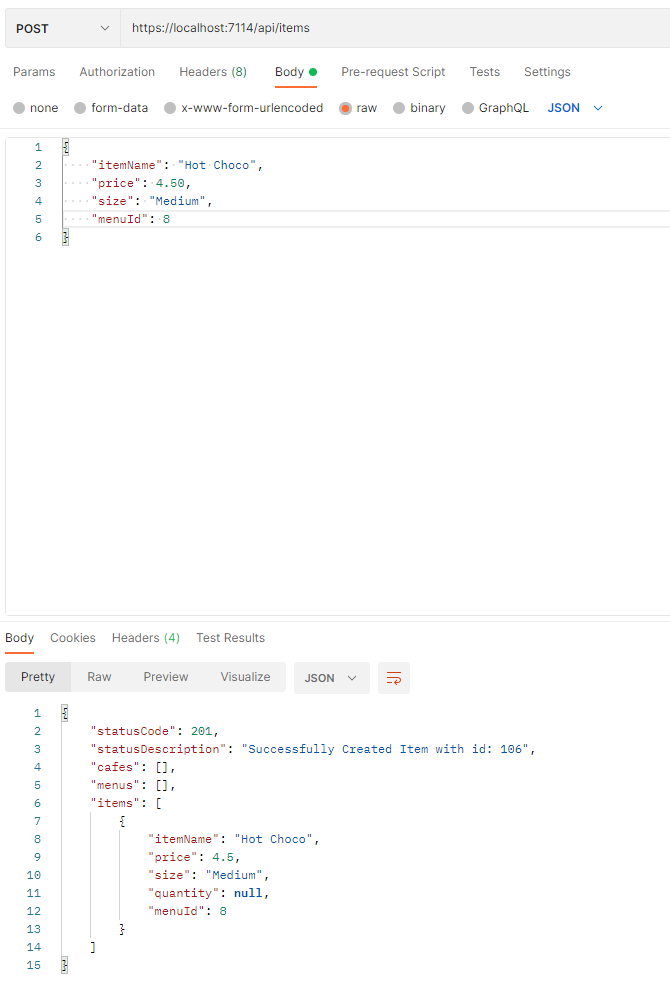 POST https://localhost:7114/api/items
Params Authorization Headers (8) Body Pre-request Script Tests Settings
none form-data x-www-form-urlencoded raw binary GraphQL JSON
1 {
2 "itemName": "Hot Choco",
3 "price": 4.50,
4 "size": "Medium",
5 "menuId": 8
6 }
Body Cookies Headers (4) Test Results
Pretty Raw Preview Visualize JSON
1 {
2 "statusCode": 201,
3 "statusDescription": "Successfully Created Item with id: 106",
4 "cafes": [],
5 "menus": [],
6 "items": [
7 {
8 "itemName": "Hot Choco",
9 "price": 4.5,
10 "size": "Medium",
11 "quantity": null,
12 "menuId": 8
13 }
14 ]
15 }